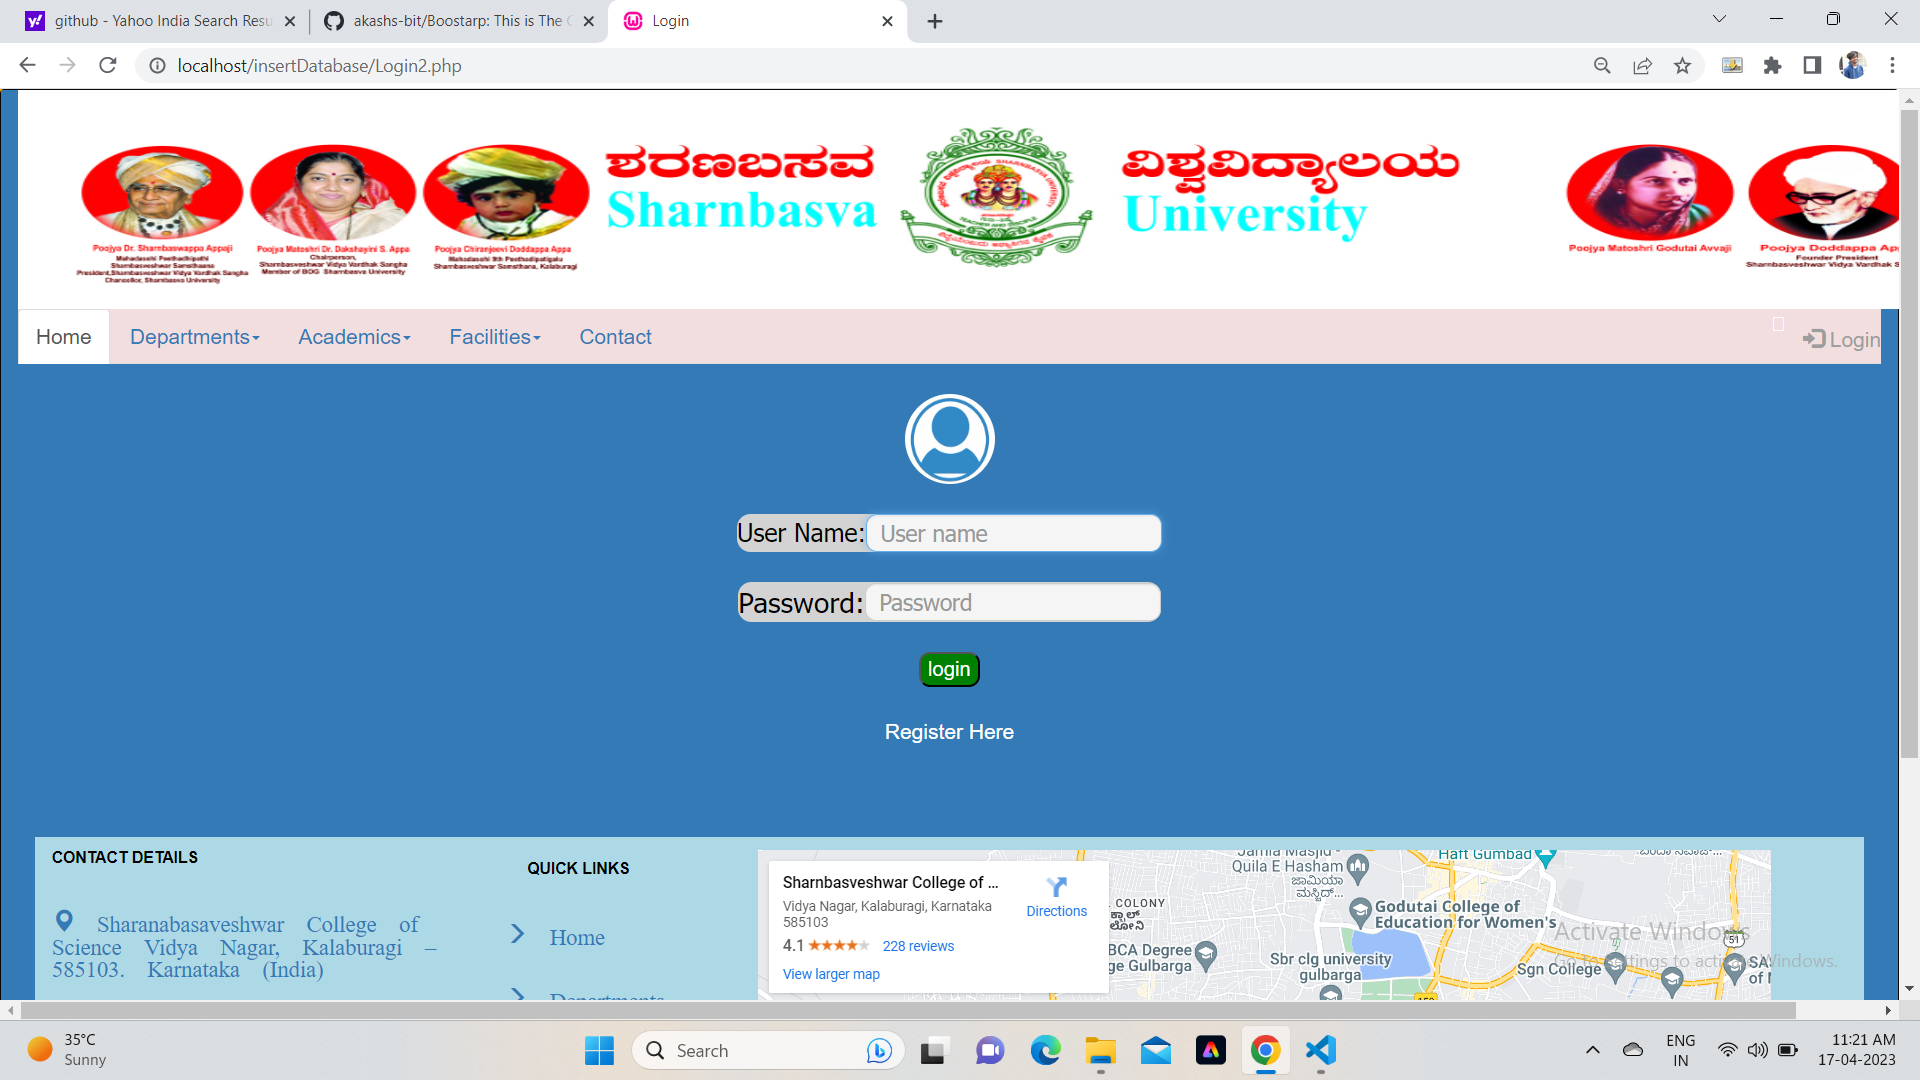 github - Yahoo India Search Resu
akashs-bit/Boostarp: This is The
Login
localhost/insertDatabase/Login2.php
ಶರಣಬಸವ
ವಿಶ್ವವಿದ್ಯಾಲಯ
Sharnbasva
University
Poojya Dr. Sharnbaswappa Appaji
Mahadasohi Peethadhipathi
Sharnbasveshwar Samsthaana
President,Sharnbasveshwar Vidya Vardhak Sangha
Chancellor, Sharnbasva University
Poojya Matoshri Dr. Dakshayini S. Appa
Chairperson,
Sharnbasveshwar Vidya Vardhak Sangha
Member of BOG Sharnbasva University
Poojya Chiranjeevi Doddappa Appa
Mahadasohi 9th Peethadipatigalu
Sharnbasveshwar Samsthana, Kalaburagi
Poojya Matoshri Godutai Avvaji
Poojya Doddappa Ap
Founder President
Sharnbasveshwar Vidya Vardhak S
Home
Departments
Academics
Facilities
Contact
Login
User Name:
User name
Password:
Password
login
Register Here
CONTACT DETAILS
Sharanabasaveshwar College of
Science Vidya Nagar, Kalaburagi –
585103. Karnataka (India)
QUICK LINKS
Home
Departments
Sharnbasveshwar College of ...
Vidya Nagar, Kalaburagi, Karnataka
585103
4.1
228 reviews
View larger map
Directions
COLONY
BCA Degree
ge Gulbarga
Jamia Masjid -
Quila E Hasham
ಜಾಮಿಯಾ
ಮಸ್ಜಿದ್...
Haft Gumbad
Godutai College of
Education for Women's
Sbr clg university
gulbarga
Sgn College
51
150
Activate Windows
Go to Settings to activate Windows.
35°C
Sunny
Search
ENG
IN
11:21 AM
17-04-2023